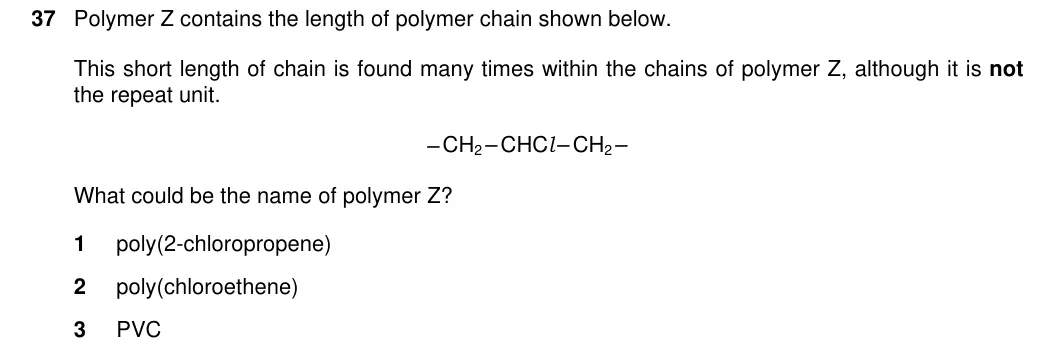 37 Polymer Z contains the length of polymer chain shown below.
This short length of chain is found many times within the chains of polymer Z, although it is not
the repeat unit.
–CH₂–CHCl–CH₂–
What could be the name of polymer Z?
1 poly(2-chloropropene)
2 poly(chloroethene)
3 PVC